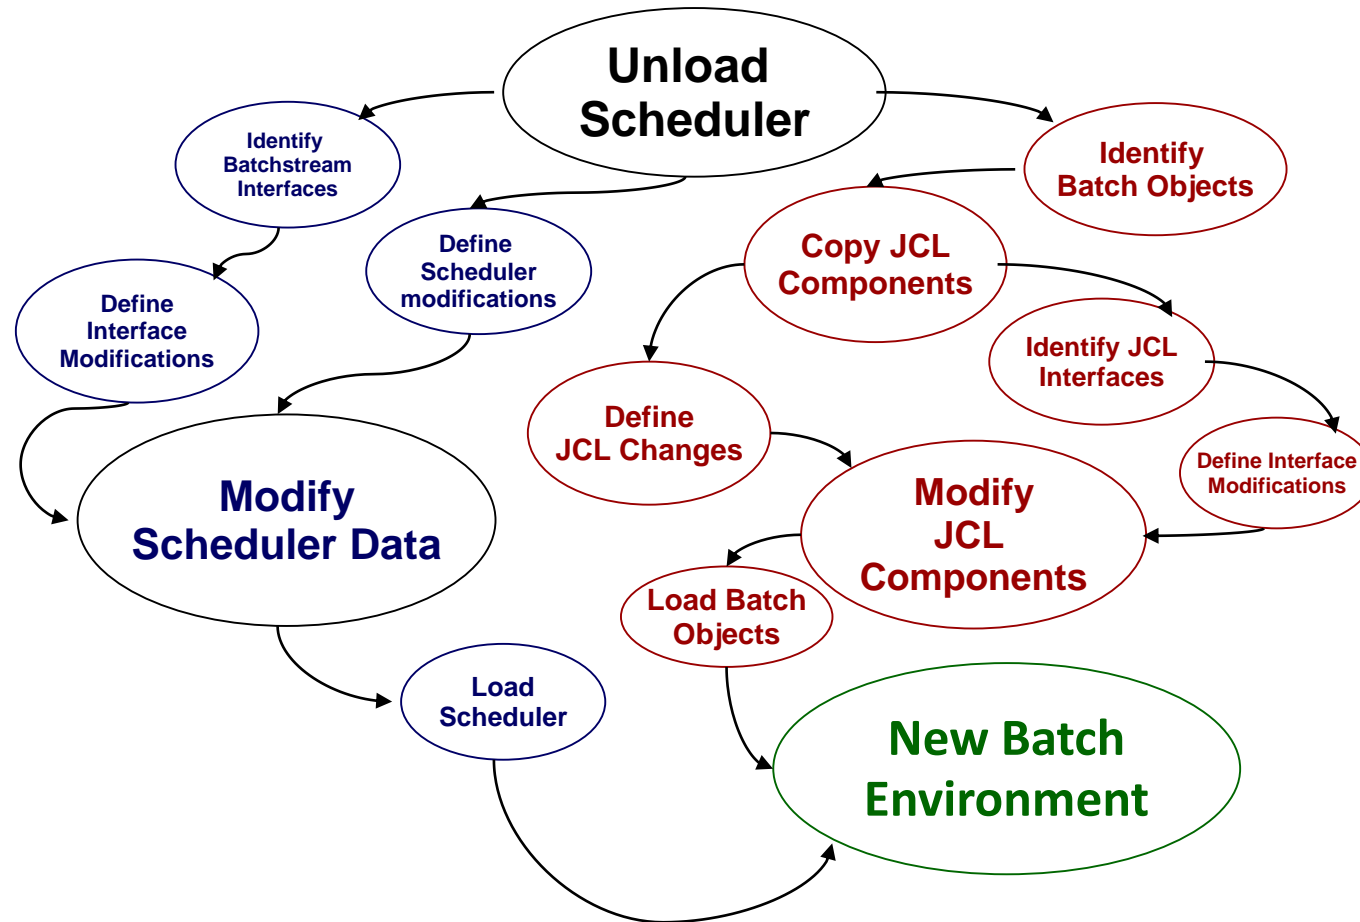 Unload
Scheduler
Identify
Batchstream
Interfaces
Identify
Batch Objects
Define
Scheduler
modifications
Copy JCL
Components
Define
Interface
Modifications
Identify JCL
Interfaces
Define
JCL Changes
Define Interface
Modifications
Modify
Scheduler Data
Modify
JCL
Components
Load Batch
Objects
Load
Scheduler
New Batch
Environment